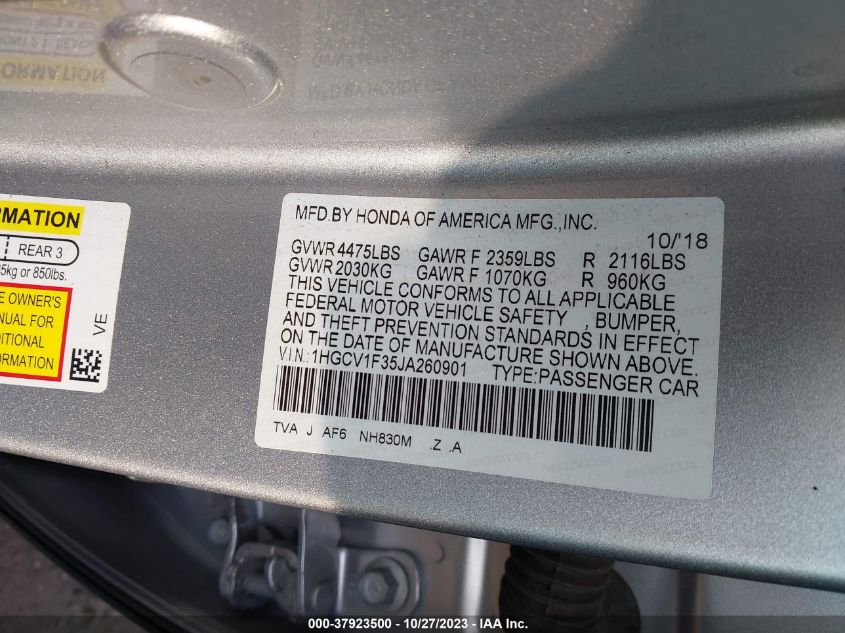 RMATION
REAR 3
5kg or 850lbs.
E OWNER'S
NUAL FOR
DITIONAL
ORMATION
VE
MFD.BY HONDA OF AMERICA MFG.,INC.
10/'18
GVWR 4475LBS GAWR F 2359LBS R 2116LBS
GVWR 2030KG GAWR F 1070KG R 960KG
THIS VEHICLE CONFORMS TO ALL APPLICABLE
FEDERAL MOTOR VEHICLE SAFETY , BUMPER,
AND THEFT PREVENTION STANDARDS IN EFFECT
ON THE DATE OF MANUFACTURE SHOWN ABOVE.
V.I.N.:1HGCV1F35JA260901 TYPE:PASSENGER CAR
TVA J AF6 NH830M .Z .A
000-37923500 / 10/27/2023 / IAA Inc.